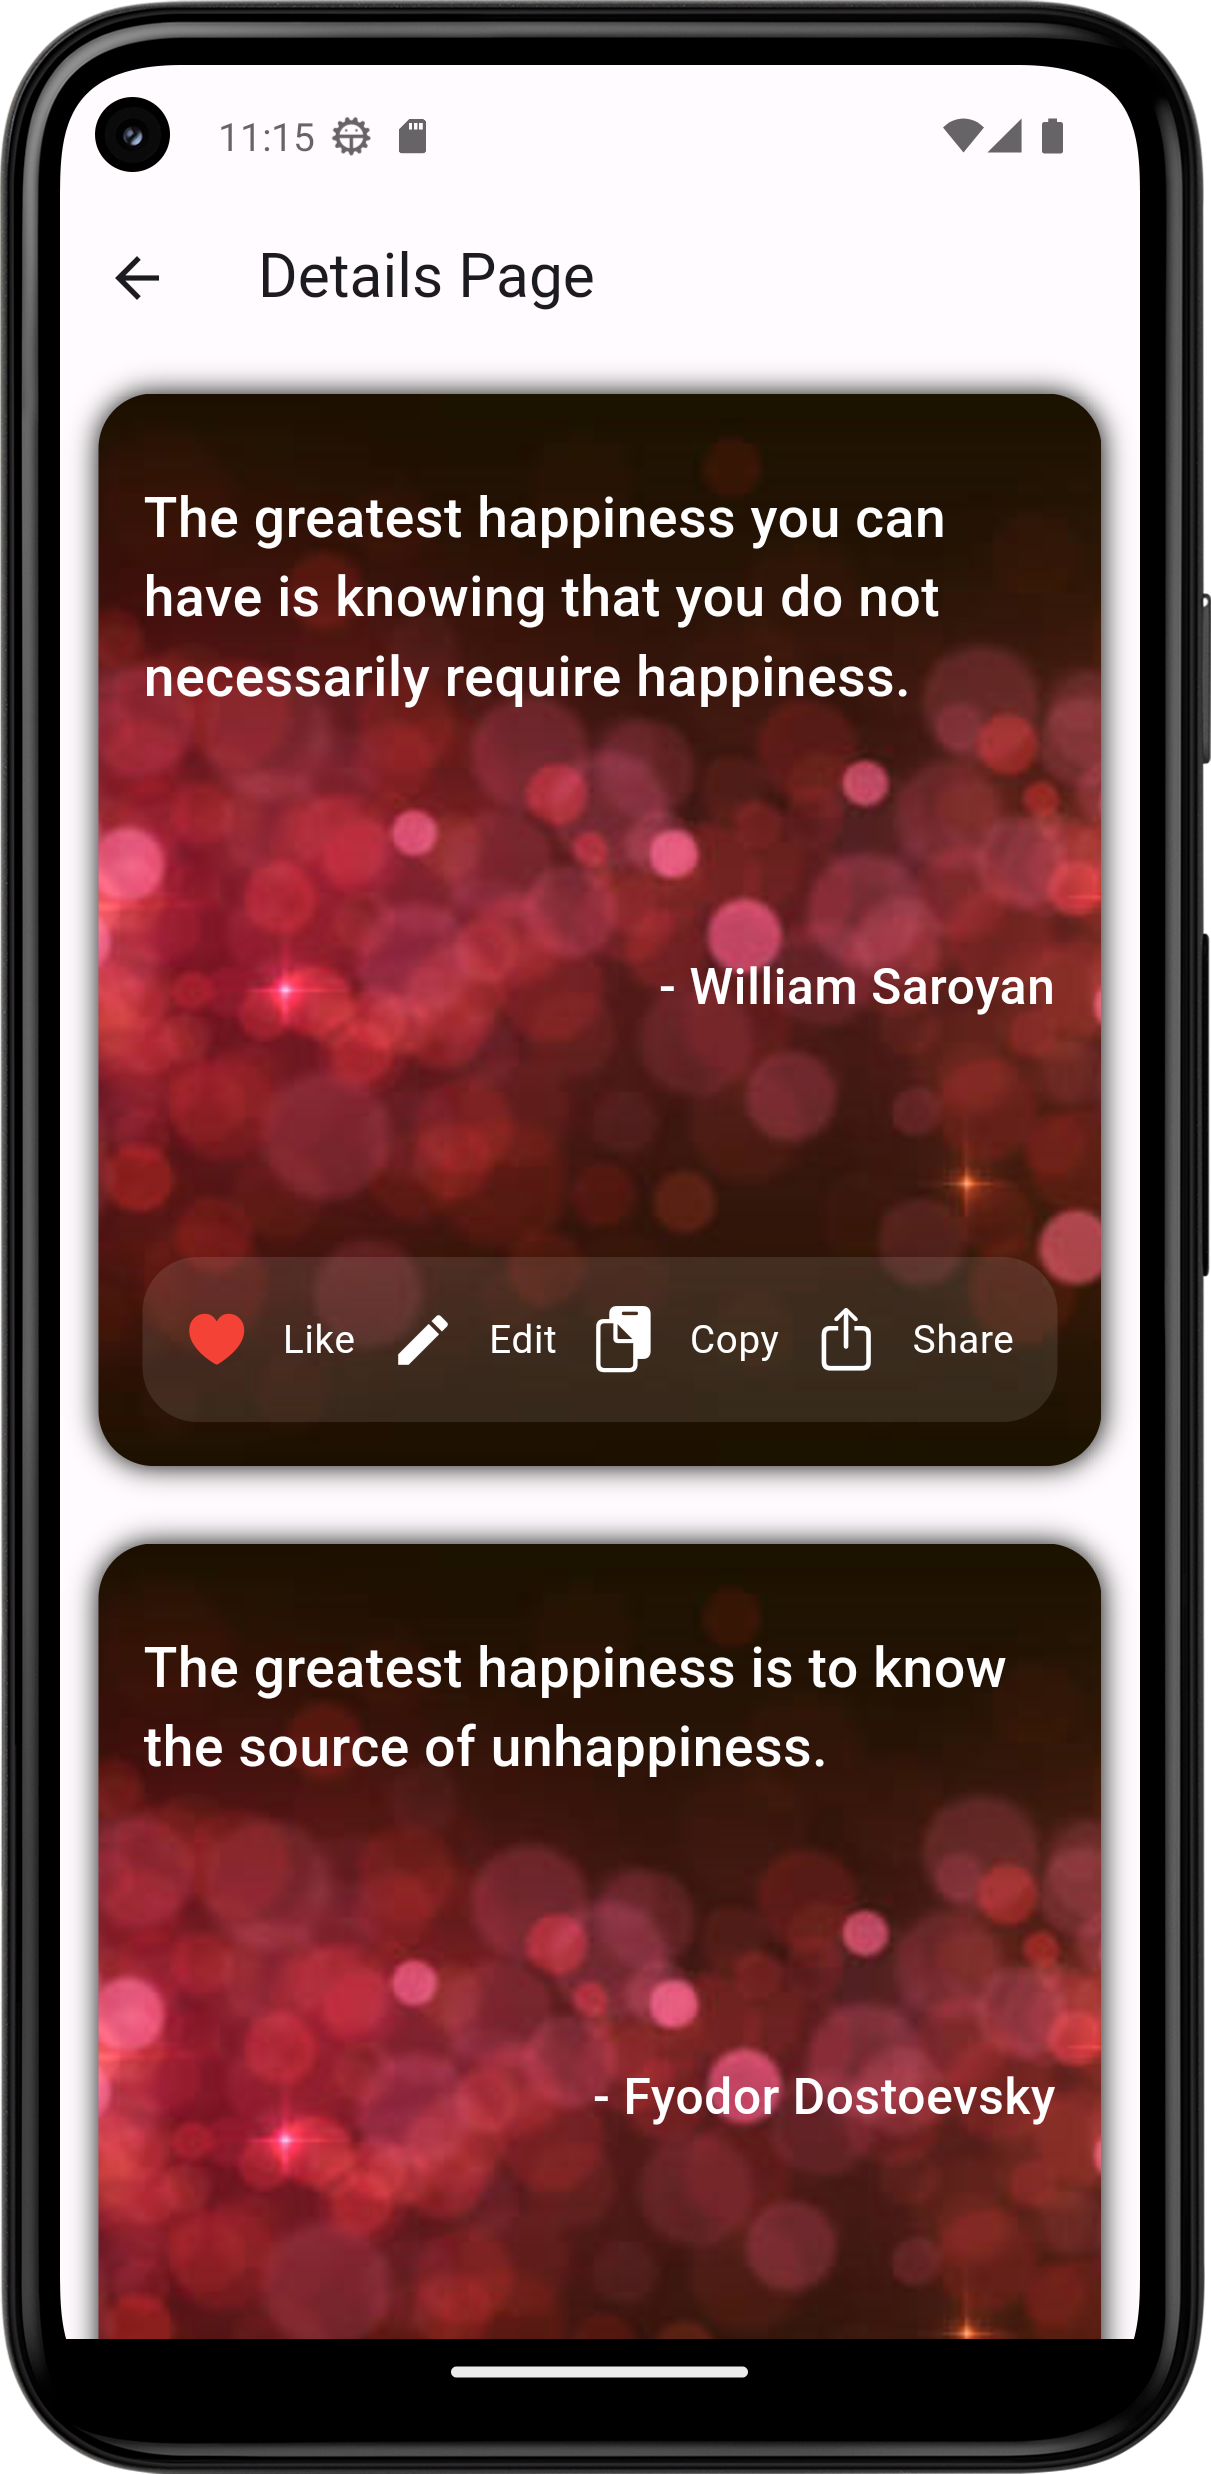 11:15
Details Page
The greatest happiness you can
have is knowing that you do not
necessarily require happiness.
- William Saroyan
Like Edit Copy Share
The greatest happiness is to know
the source of unhappiness.
- Fyodor Dostoevsky